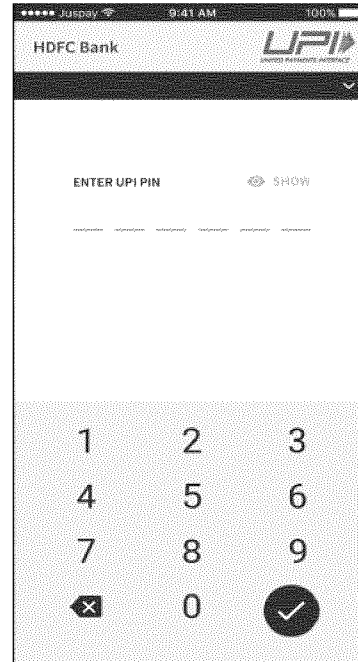 Juspay 9:41 AM 100%
HDFC Bank
UPI
UNIFIED PAYMENTS INTERFACE
ENTER UPI PIN SHOW
1 2 3
4 5 6
7 8 9
0